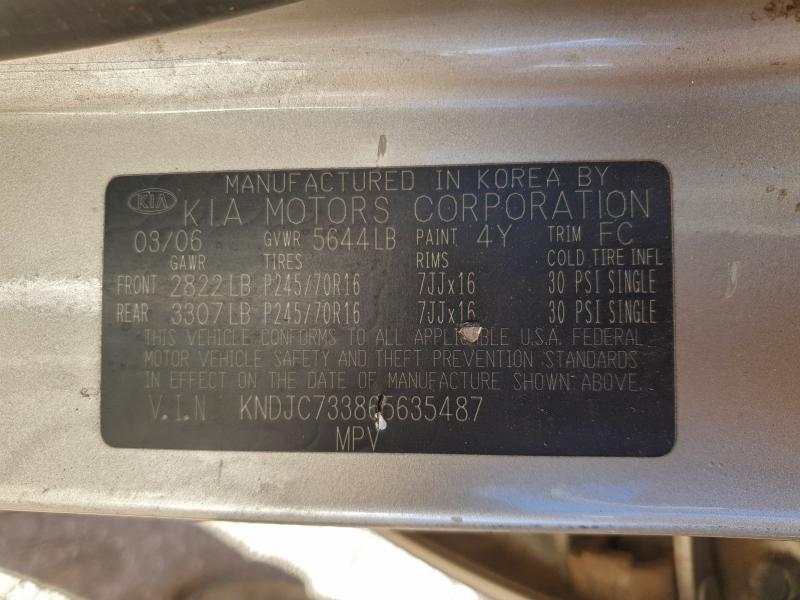 MANUFACTURED IN KOREA BY
KIA KIA MOTORS CORPORATION
03/06 GVWR 5644LB PAINT 4Y TRIM FC
GAWR TIRES RIMS COLD TIRE INFL
FRONT 2822LB P245/70R16 7JJx16 30 PSI SINGLE
REAR 3307LB P245/70R16 7JJx16 30 PSI SINGLE
THIS VEHICLE CONFORMS TO ALL APPLICABLE U.S.A. FEDERAL
MOTOR VEHICLE SAFETY AND THEFT PREVENTION STANDARDS
IN EFFECT ON THE DATE OF MANUFACTURE SHOWN ABOVE.
V.I.N KNDJC733865635487
MPV